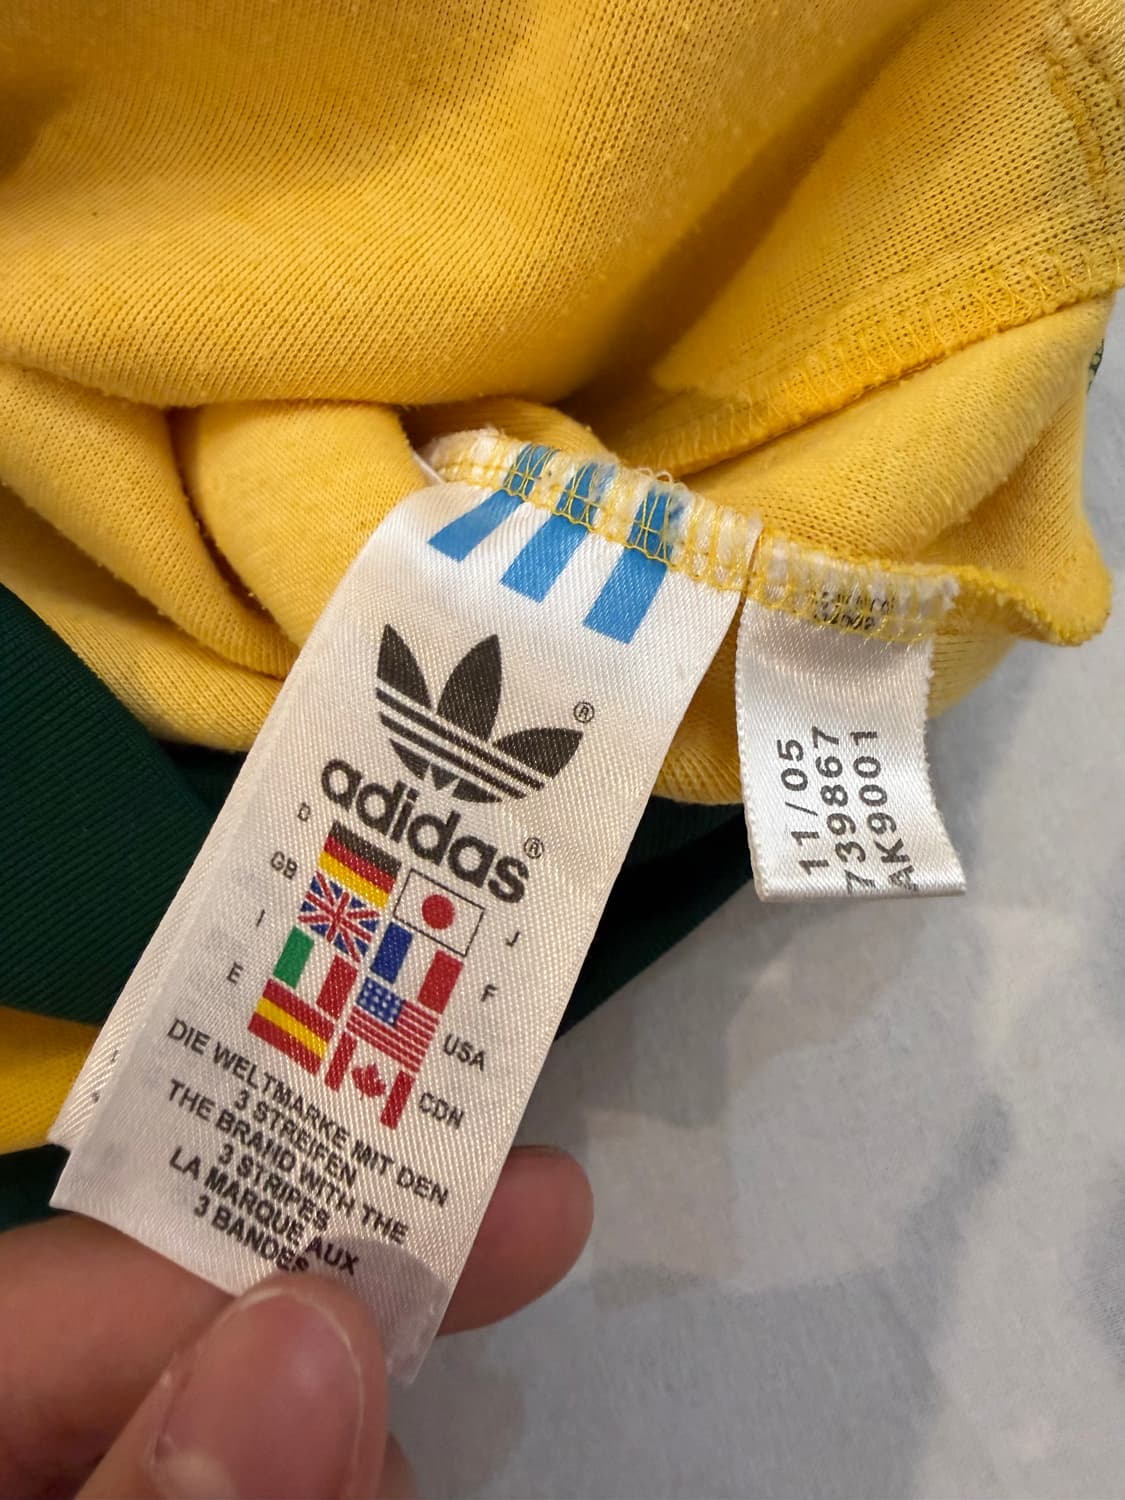 ®
adidas®
D
GB
J
I
F
E
USA
CDN
DIE WELTMARKE MIT DEN
3 STREIFEN
THE BRAND WITH THE
3 STRIPES
LA MARQUE AUX
3 BANDES
11/05
739867
AK9001